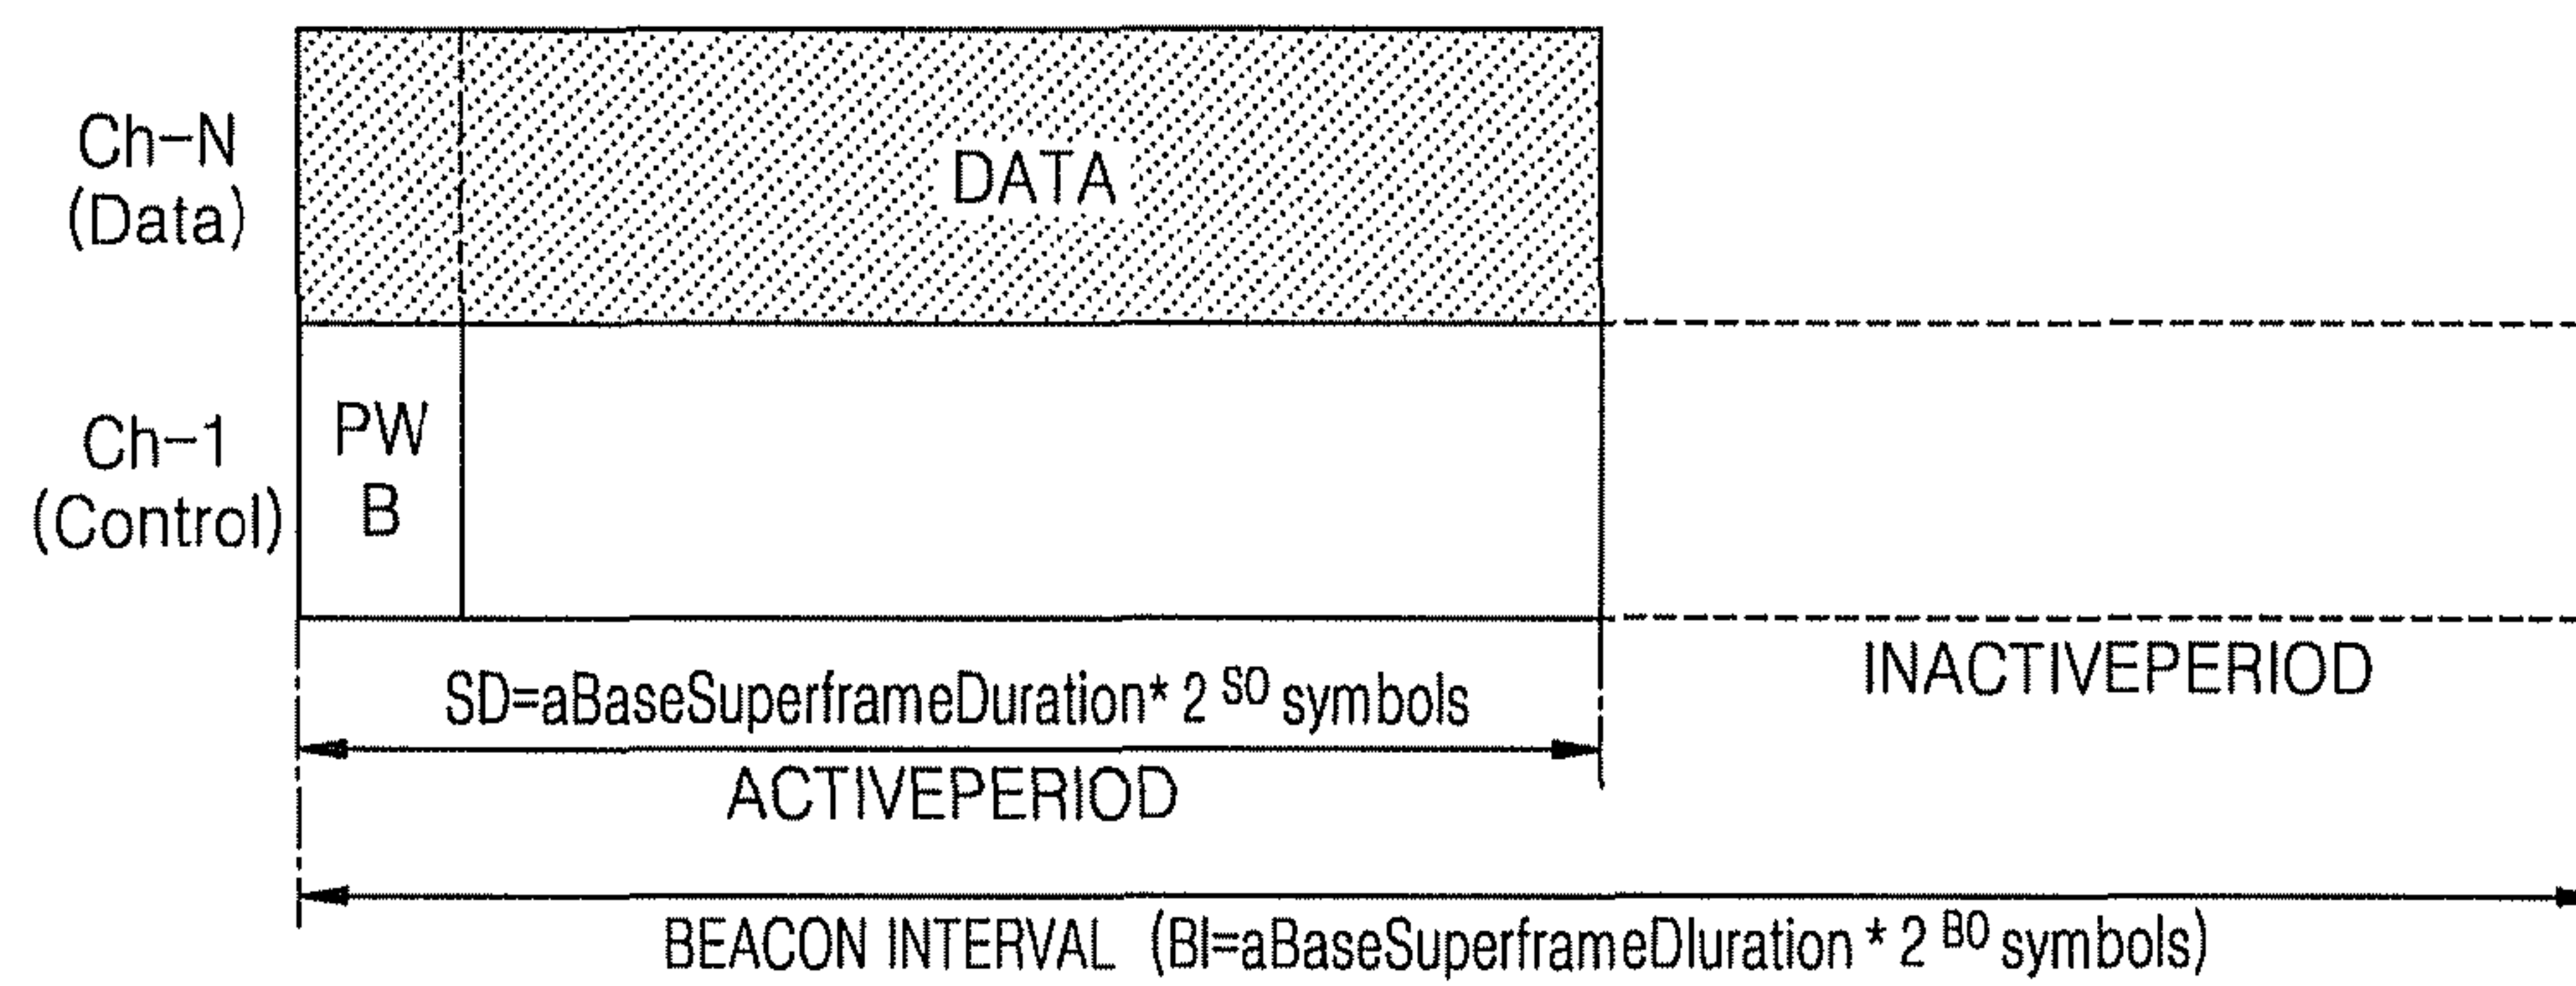 Ch-N
(Data)
DATA
Ch-1
(Control)
PW
B
INACTIVEPERIOD
SD=aBaseSuperframeDuration* 2 SO symbols
ACTIVEPERIOD
BEACON INTERVAL (BI=aBaseSuperframeDIuration * 2 BO symbols)